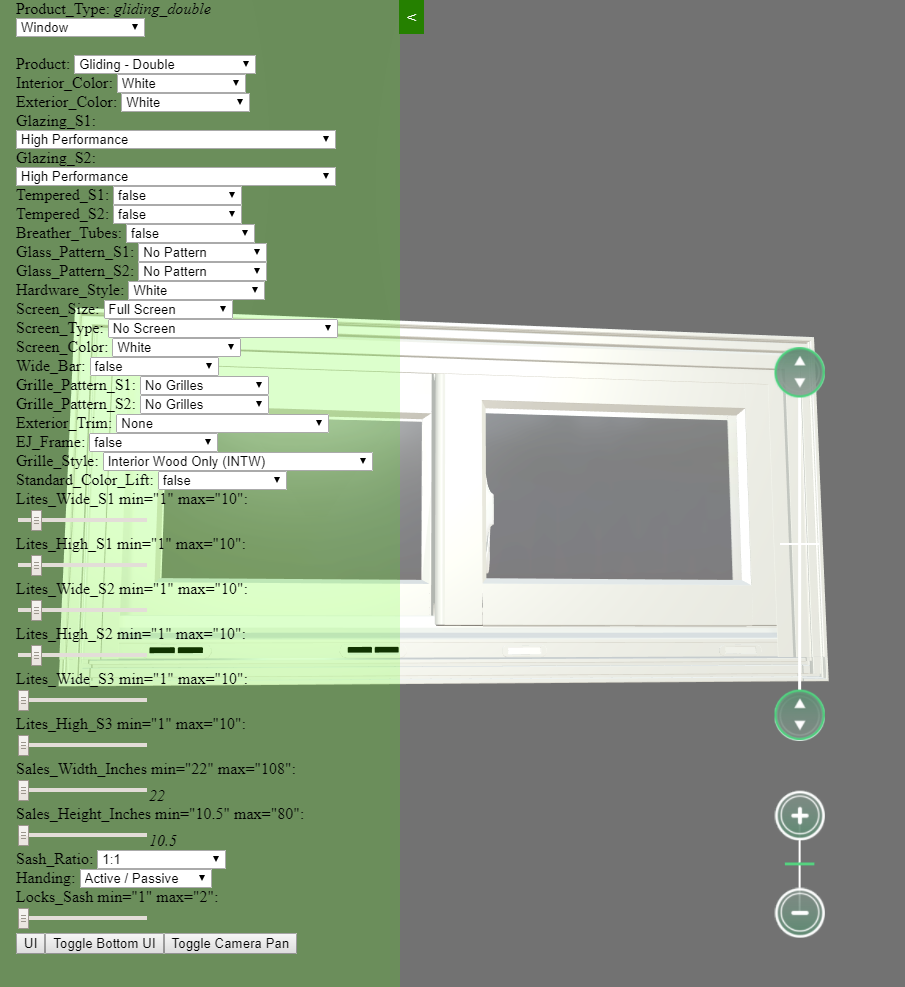 Product_Type: gliding_double
<
Window
Product: Gliding - Double
Interior_Color: White
Exterior_Color: White
Glazing_S1:
High Performance
Glazing_S2:
High Performance
Tempered_S1: false
Tempered_S2: false
Breather_Tubes: false
Glass_Pattern_S1: No Pattern
Glass_Pattern_S2: No Pattern
Hardware_Style: White
Screen_Size: Full Screen
Screen_Type: No Screen
Screen_Color: White
Wide_Bar: false
Grille_Pattern_S1: No Grilles
Grille_Pattern_S2: No Grilles
Exterior_Trim: None
EJ_Frame: false
Grille_Style: Interior Wood Only (INTW)
Standard_Color_Lift: false
Lites_Wide_S1 min="1" max="10":
Lites_High_S1 min="1" max="10":
Lites_Wide_S2 min="1" max="10":
Lites_High_S2 min="1" max="10":
Lites_Wide_S3 min="1" max="10":
Lites_High_S3 min="1" max="10":
Sales_Width_Inches min="22" max="108":
22
Sales_Height_Inches min="10.5" max="80":
10.5
Sash_Ratio: 1:1
Handing: Active / Passive
Locks_Sash min="1" max="2":
UI Toggle Bottom UI Toggle Camera Pan